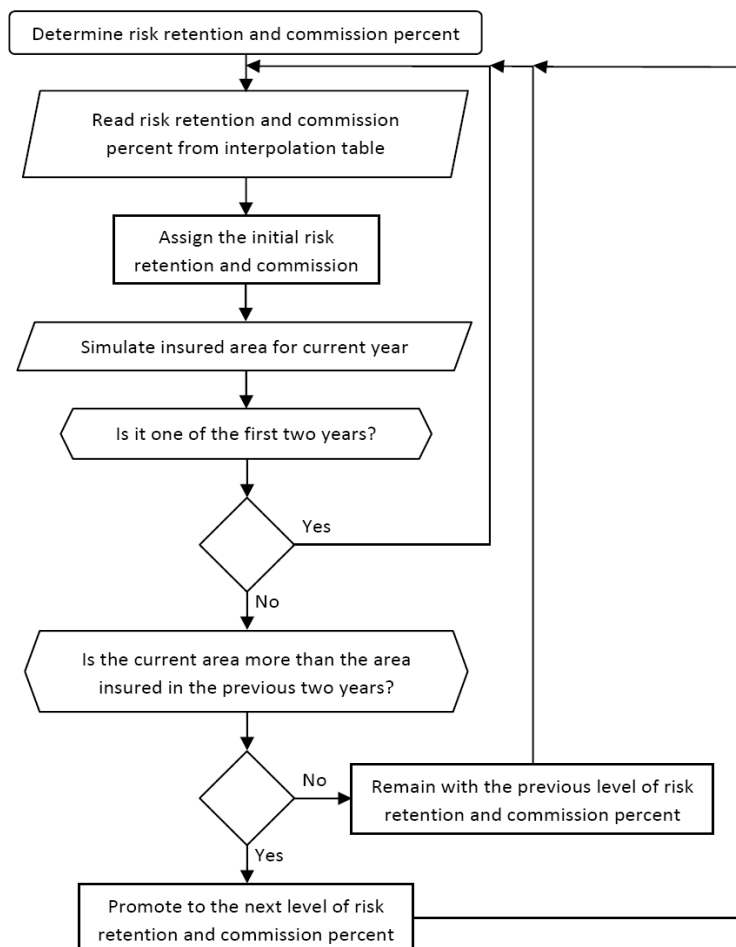 Determine risk retention and commission percent
Read risk retention and commission
percent from interpolation table
Assign the initial risk
retention and commission
Simulate insured area for current year
Is it one of the first two years?
Yes
No
Is the current area more than the area
insured in the previous two years?
No
Remain with the previous level of risk
retention and commission percent
Yes
Promote to the next level of risk
retention and commission percent